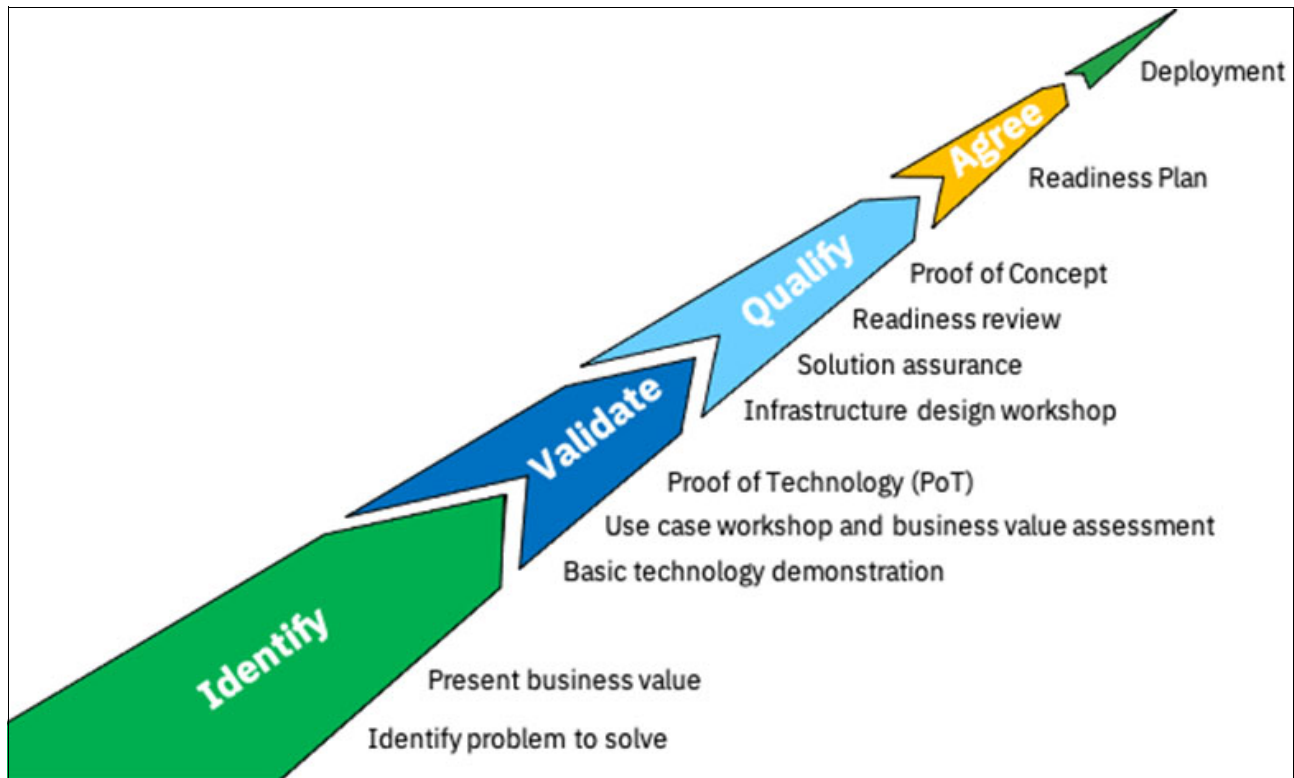 Deployment
Agree
Readiness Plan
Qualify
Proof of Concept
Readiness review
Solution assurance
Infrastructure design workshop
Validate
Proof of Technology (PoT)
Use case workshop and business value assessment
Basic technology demonstration
Identify
Present business value
Identify problem to solve